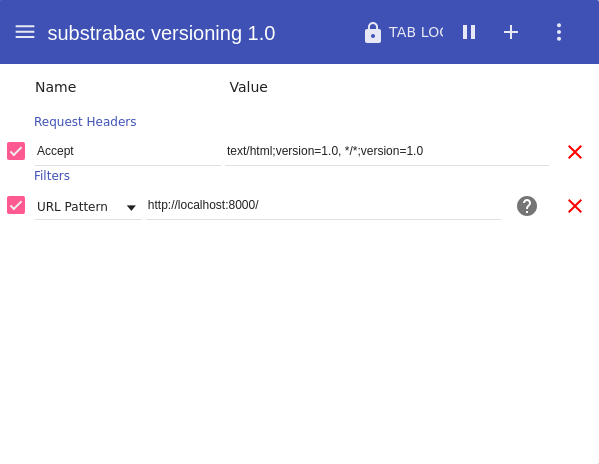 substrabac versioning 1.0 TAB LOC
Name Value
Request Headers
Accept text/html;version=1.0, */*;version=1.0
Filters
URL Pattern http://localhost:8000/